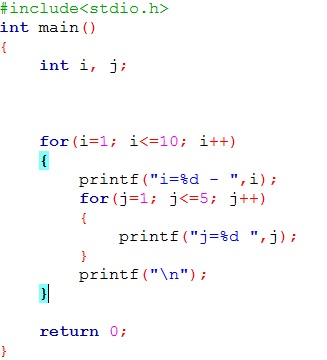 #include<stdio.h>
int main()
{
    int i, j;

    for(i=1; i<=10; i++)
    {
        printf("i=%d - ",i);
        for(j=1; j<=5; j++)
        {
            printf("j=%d ",j);
        }
        printf("\n");
    }

    return 0;
}